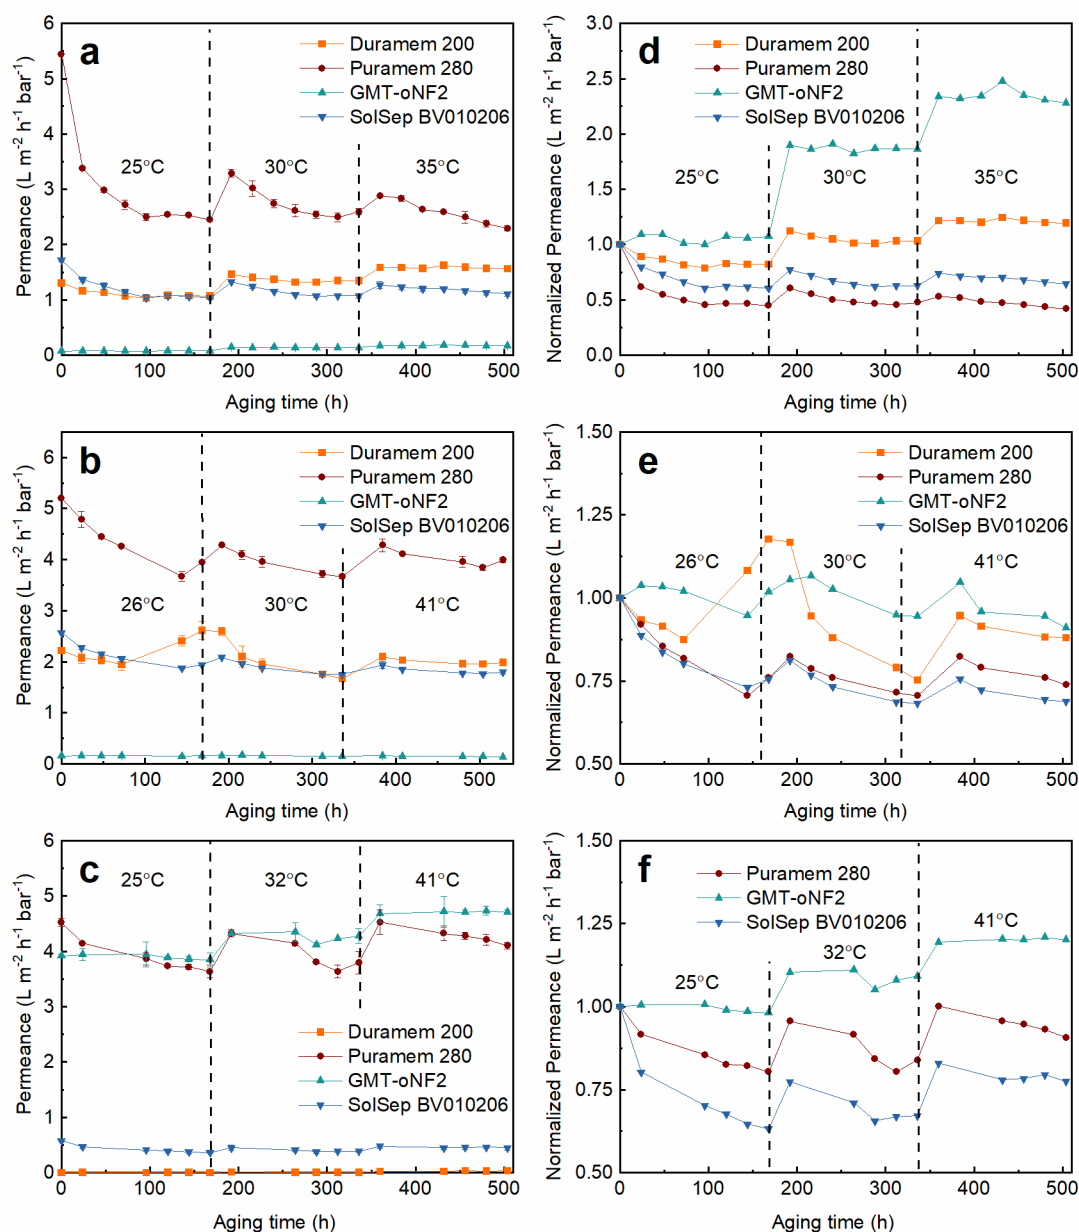 a
Duramem 200
Puramem 280
GMT-oNF2
SolSep BV010206
25°C
30°C
35°C
6
5
4
3
2
1
0
0
100
200
300
400
500
Permeance (L m⁻² h⁻¹ bar⁻¹)
Aging time (h)
d
Duramem 200
Puramem 280
GMT-oNF2
SolSep BV010206
25°C
30°C
35°C
3.0
2.5
2.0
1.5
1.0
0.5
0.0
0
100
200
300
400
500
Normalized Permeance (L m⁻² h⁻¹ bar⁻¹)
Aging time (h)
b
Duramem 200
Puramem 280
GMT-oNF2
SolSep BV010206
26°C
30°C
41°C
6
5
4
3
2
1
0
0
100
200
300
400
500
Permeance (L m⁻² h⁻¹ bar⁻¹)
Aging time (h)
e
Duramem 200
Puramem 280
GMT-oNF2
SolSep BV010206
26°C
30°C
41°C
1.50
1.25
1.00
0.75
0.50
0
100
200
300
400
500
Normalized Permeance (L m⁻² h⁻¹ bar⁻¹)
Aging time (h)
c
25°C
32°C
41°C
Duramem 200
Puramem 280
GMT-oNF2
SolSep BV010206
6
5
4
3
2
1
0
0
100
200
300
400
500
Permeance (L m⁻² h⁻¹ bar⁻¹)
Aging time (h)
f
Puramem 280
GMT-oNF2
SolSep BV010206
25°C
32°C
41°C
1.50
1.25
1.00
0.75
0.50
0
100
200
300
400
500
Normalized Permeance (L m⁻² h⁻¹ bar⁻¹)
Aging time (h)